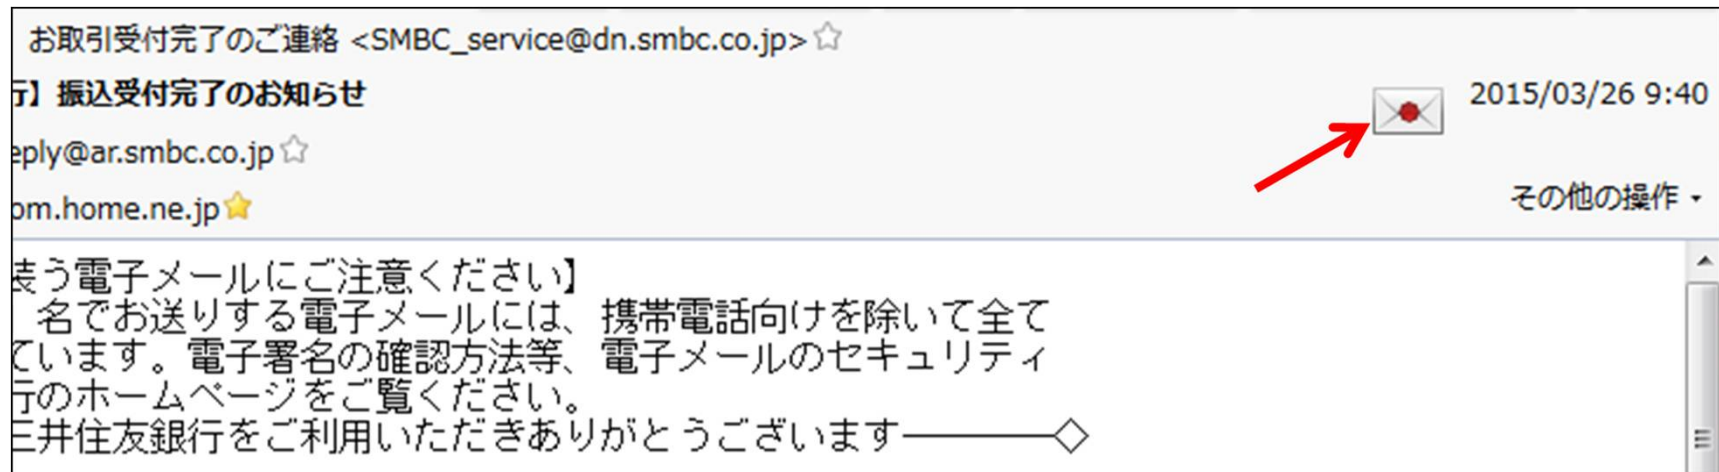 お取引受付完了のご連絡 <SMBC_service@dn.smbc.co.jp>
行】振込受付完了のお知らせ
2015/03/26 9:40
eply@ar.smbc.co.jp
om.home.ne.jp
その他の操作
装う電子メールにご注意ください】
名でお送りする電子メールには、携帯電話向けを除いて全て
ています。電子署名の確認方法等、電子メールのセキュリティ
行のホームページをご覧ください。
三井住友銀行をご利用いただきありがとうございます━━━━◇